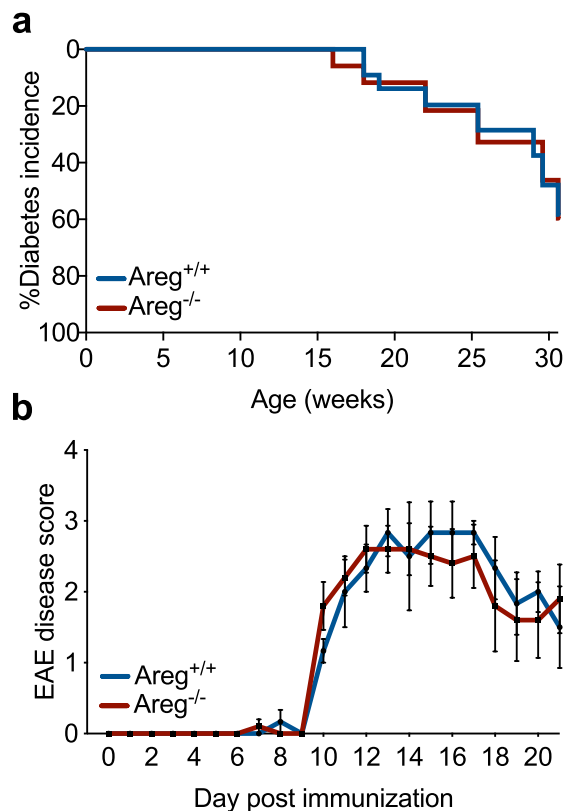 a
%Diabetes incidence
0
20
40
60
80
100
Areg+/+
Areg-/-
0 5 10 15 20 25 30
Age (weeks)
b
EAE disease score
4
3
2
1
0
Areg+/+
Areg-/-
0 2 4 6 8 10 12 14 16 18 20
Day post immunization